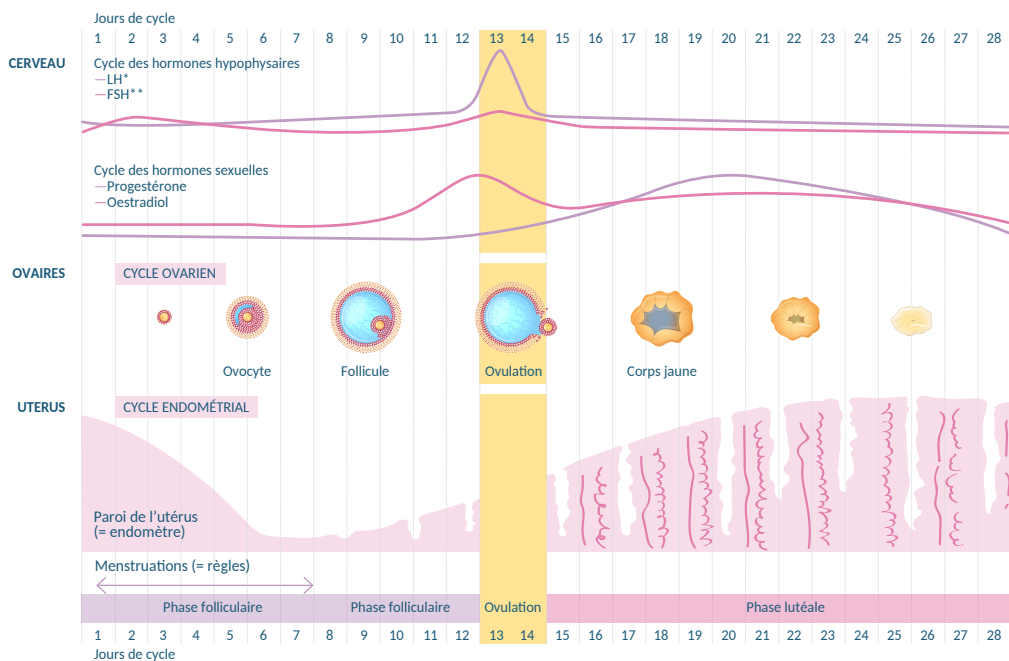 Jours de cycle
1 2 3 4 5 6 7 8 9 10 11 12 13 14 15 16 17 18 19 20 21 22 23 24 25 26 27 28
CERVEAU
Cycle des hormones hypophysaires
—LH*
—FSH**
Cycle des hormones sexuelles
—Progestérone
—Oestradiol
OVAIRES
CYCLE OVARIEN
Ovocyte
Follicule
Ovulation
Corps jaune
UTERUS
CYCLE ENDOMÉTRIAL
Paroi de l’utérus
(= endomètre)
Menstruations (= règles)
Phase folliculaire
Phase folliculaire
Ovulation
Phase lutéale
1 2 3 4 5 6 7 8 9 10 11 12 13 14 15 16 17 18 19 20 21 22 23 24 25 26 27 28
Jours de cycle